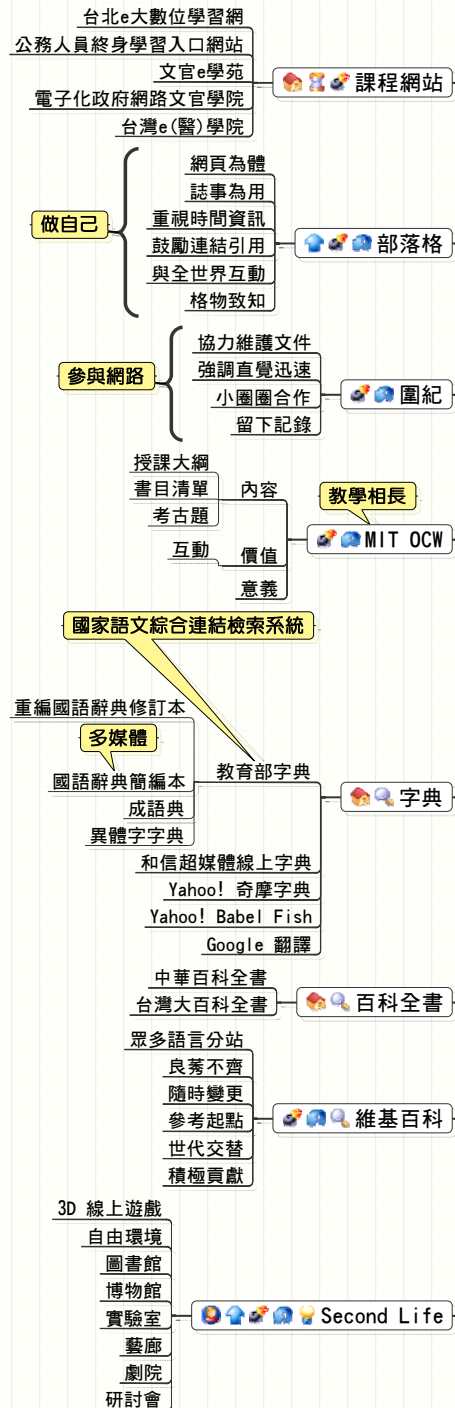 台北e大數位學習網
公務人員終身學習入口網站
文官e學苑
電子化政府網路文官學院
台灣e(醫)學院
課程網站
做自己
網頁為體
誌事為用
重視時間資訊
鼓勵連結引用
與全世界互動
格物致知
部落格
參與網路
協力維護文件
強調直覺迅速
小圈圈合作
留下記錄
圍紀
授課大綱
書目清單
考古題
內容
互動
價值
意義
教學相長
MIT OCW
國家語文綜合連結檢索系統
重編國語辭典修訂本
多媒體
國語辭典簡編本
成語典
異體字字典
教育部字典
和信超媒體線上字典
Yahoo! 奇摩字典
Yahoo! Babel Fish
Google 翻譯
字典
中華百科全書
台灣大百科全書
百科全書
眾多語言分站
良莠不齊
隨時變更
參考起點
世代交替
積極貢獻
維基百科
3D 線上遊戲
自由環境
圖書館
博物館
實驗室
藝廊
劇院
研討會
Second Life